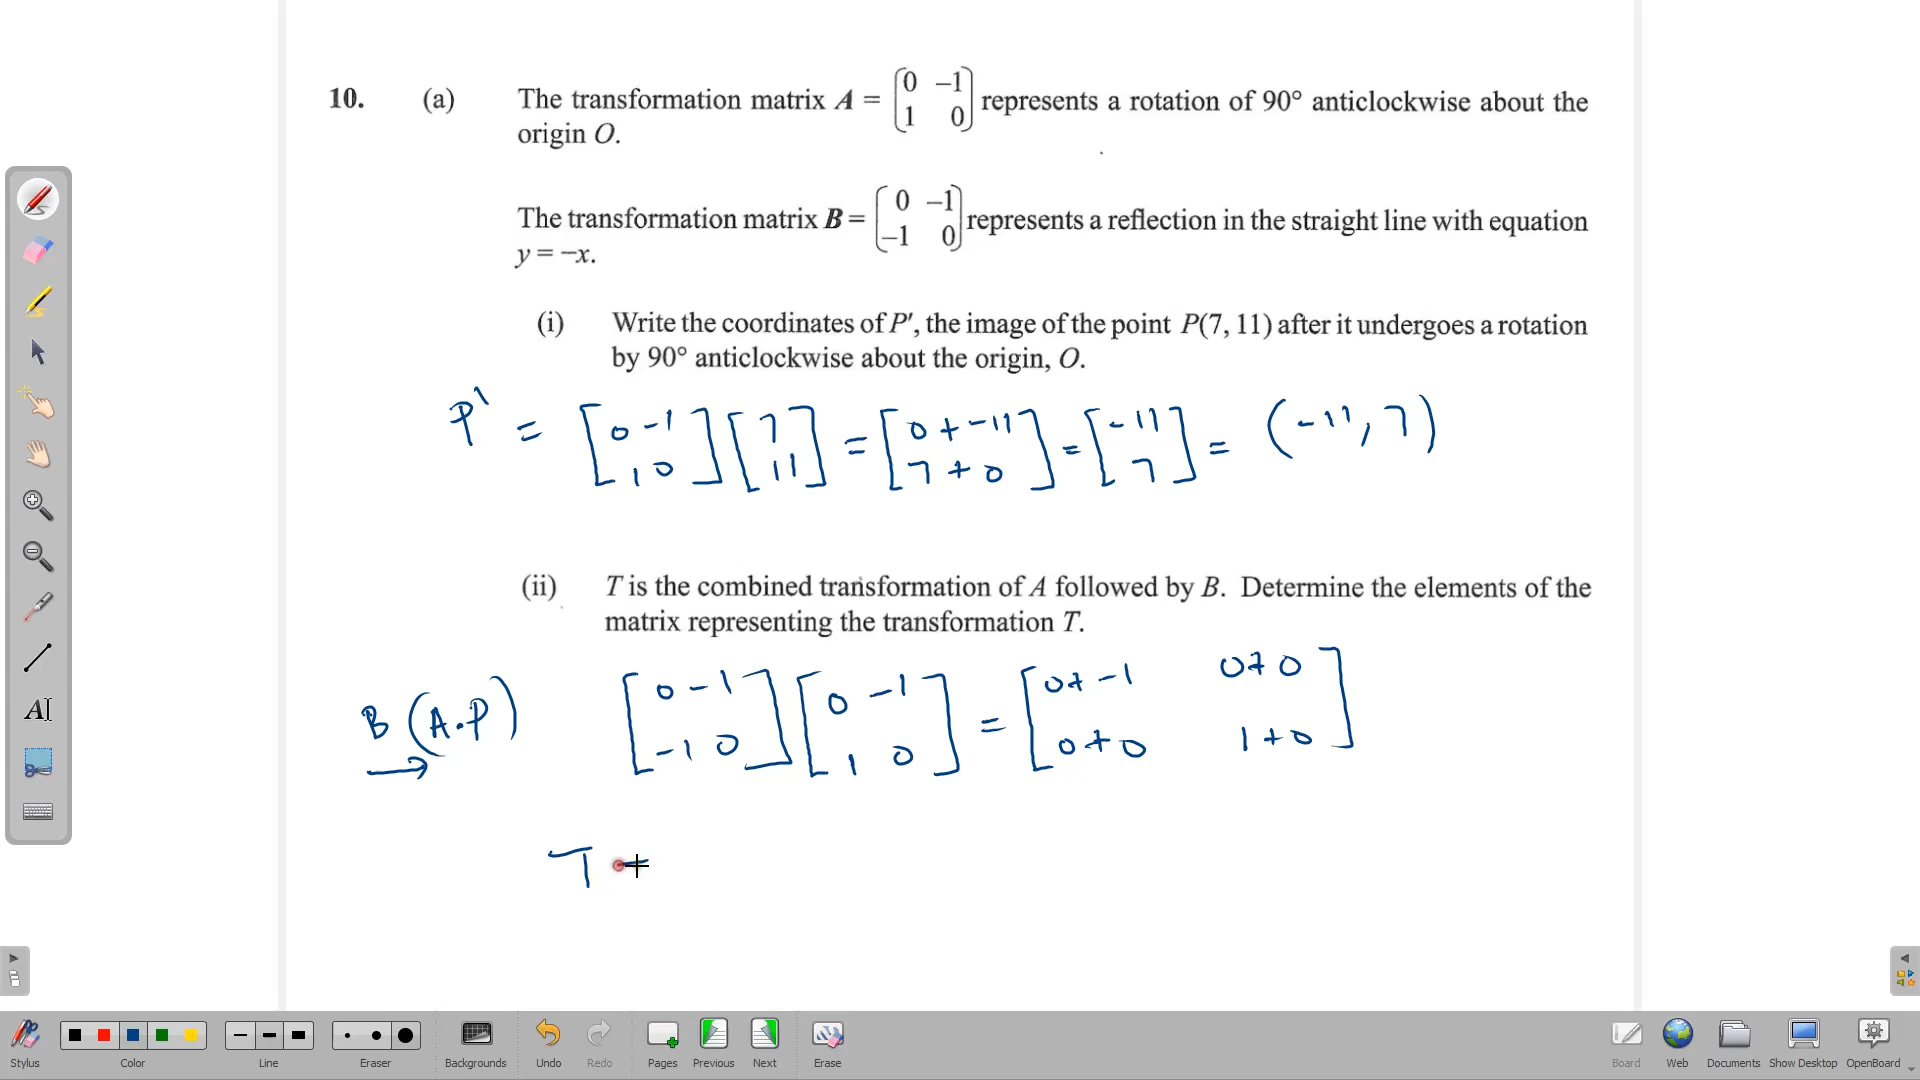 10. (a) The transformation matrix A = (0 –1 / 1 0) represents a rotation of 90° anticlockwise about the
origin O.
The transformation matrix B = (0 –1 / –1 0) represents a reflection in the straight line with equation
y = –x.
(i) Write the coordinates of P′, the image of the point P(7, 11) after it undergoes a rotation
by 90° anticlockwise about the origin, O.
P' = [0 -1 / 1 0] [7 / 11] = [0 + -11 / 7 + 0] = [-11 / 7] = (-11, 7)
(ii) T is the combined transformation of A followed by B. Determine the elements of the
matrix representing the transformation T.
B (A.P) [0 -1 / -1 0] [0 -1 / 1 0] = [0+ -1 0+0 / 0+0 1+0]
T
AI
Stylus Color Line Eraser Backgrounds Undo Redo Pages Previous Next Erase Board Web Documents Show Desktop OpenBoard